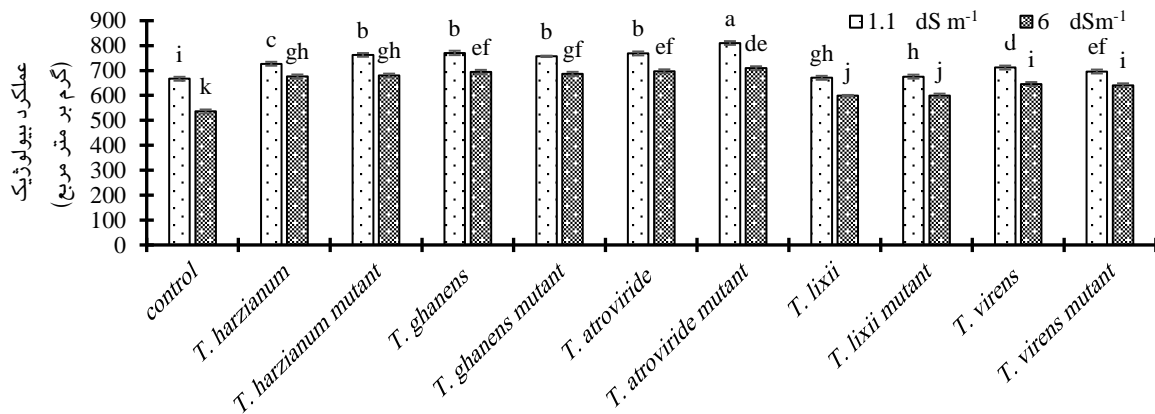 عملکرد بیولوژیک
(گرم بر متر مربع)
900
800
700
600
500
400
300
200
100
0
1.1 dS m-1
6 dSm-1
i
k
c
gh
b
gh
b
ef
b
gf
b
ef
a
de
gh
j
h
j
d
i
ef
i
control
T. harzianum
T. harzianum mutant
T. ghanens
T. ghanens mutant
T. atroviride
T. atroviride mutant
T. lixii
T. lixii mutant
T. virens
T. virens mutant